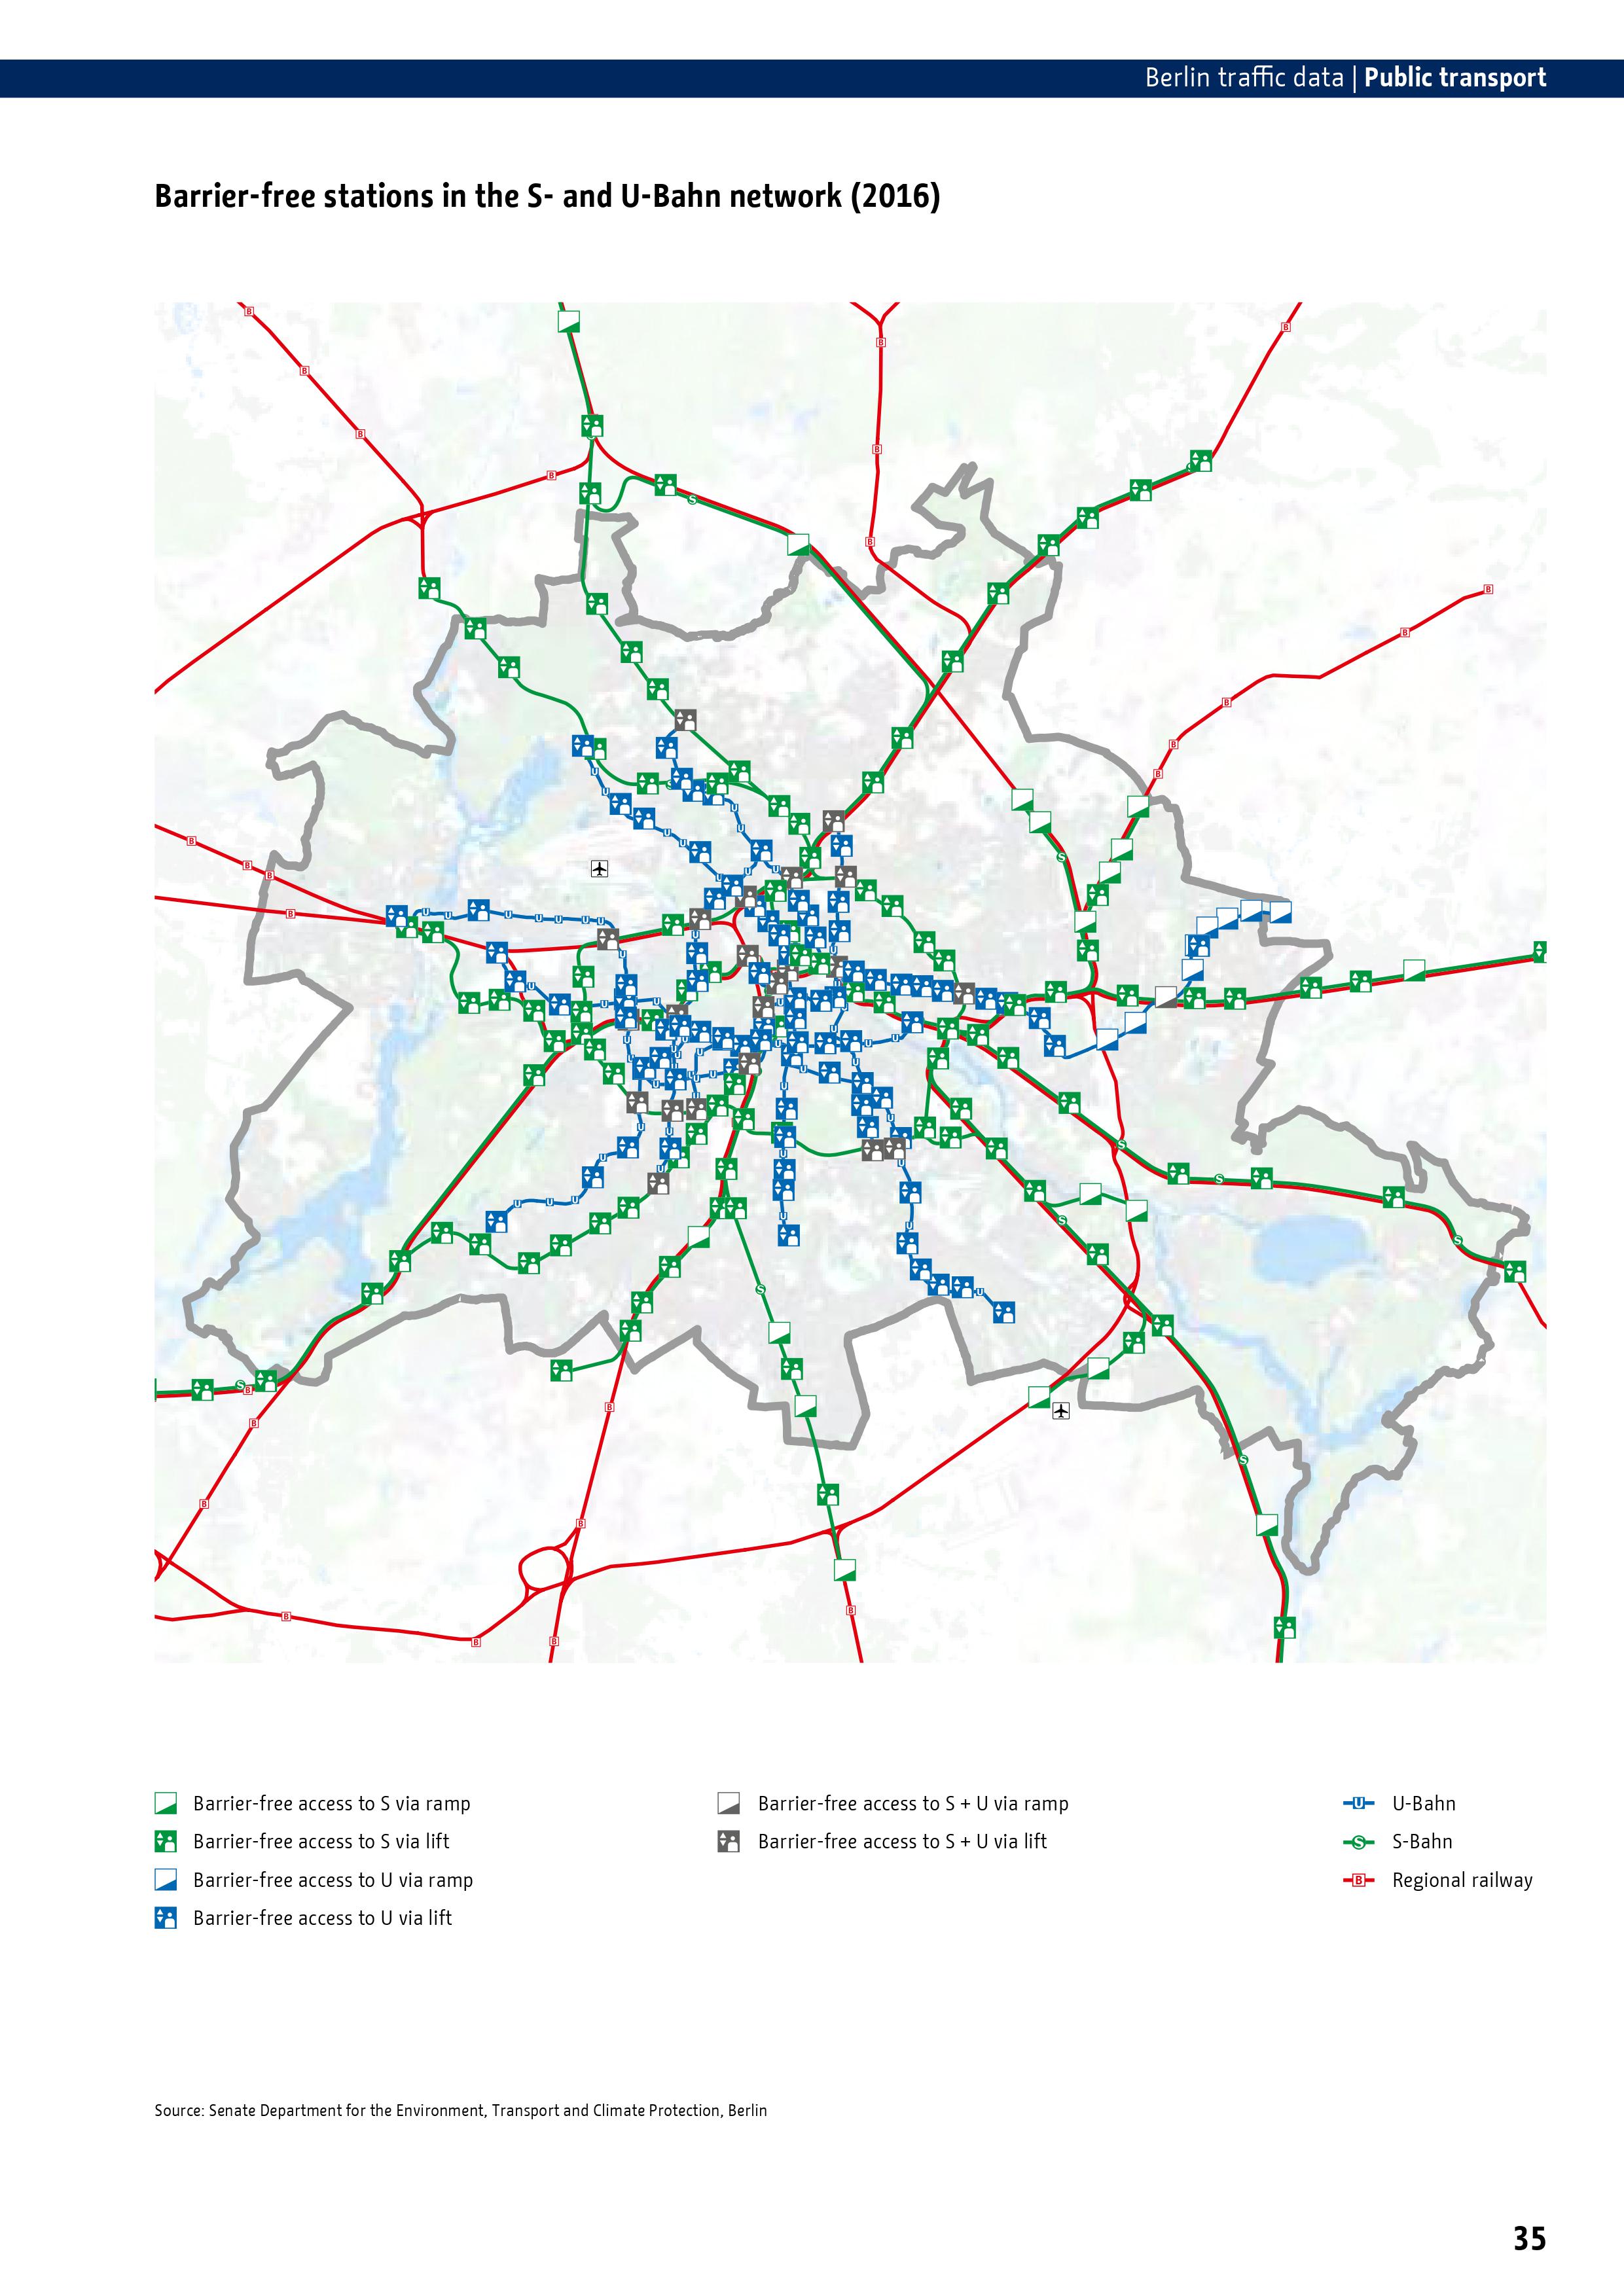 Berlin traffic data | Public transport
Barrier-free stations in the S- and U-Bahn network (2016)
Barrier-free access to S via ramp
Barrier-free access to S via lift
Barrier-free access to U via ramp
Barrier-free access to U via lift
Barrier-free access to S + U via ramp
Barrier-free access to S + U via lift
U U-Bahn
S S-Bahn
B Regional railway
Source: Senate Department for the Environment, Transport and Climate Protection, Berlin
35